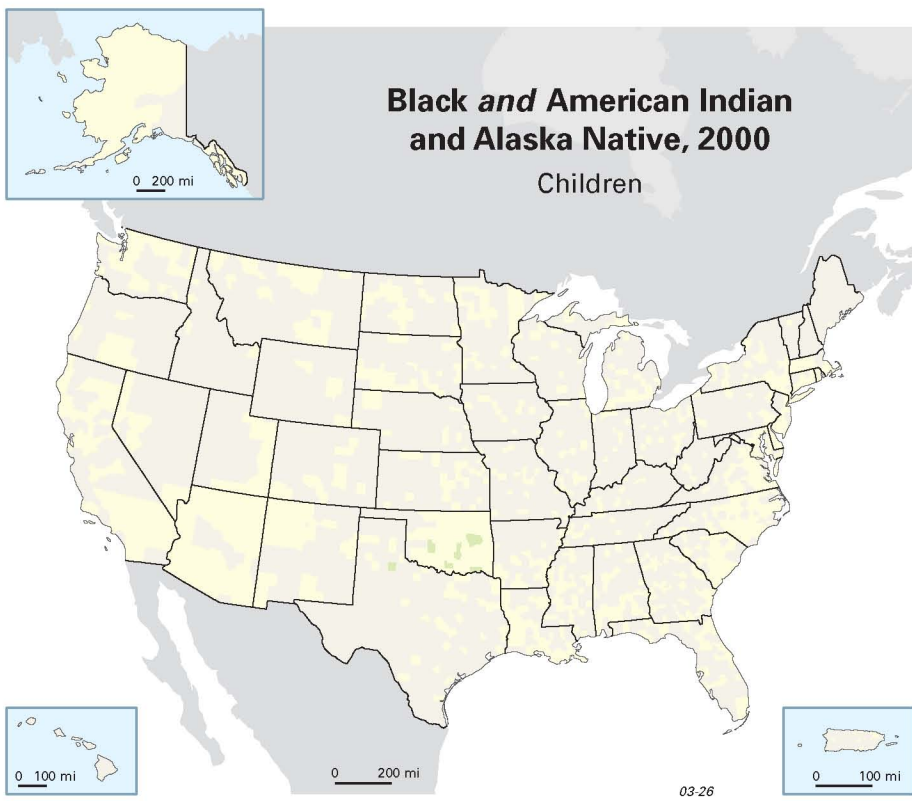 Black and American Indian
and Alaska Native, 2000
Children
0 200 mi
0 100 mi
0 200 mi
0 100 mi
03-26